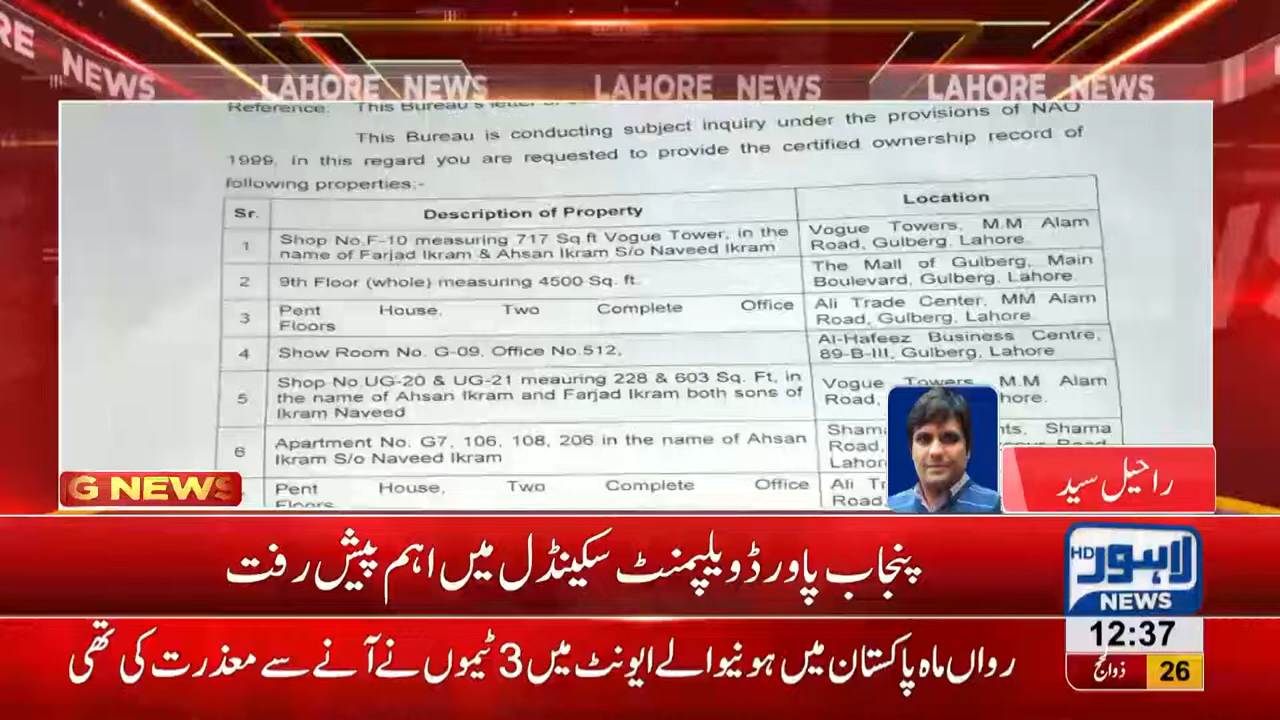 LAHORE NEWS LAHORE NEWS LAHORE NEWS
Reference: This Bureau's letter
This Bureau is conducting subject inquiry under the provisions of NAO
1999. In this regard you are requested to provide the certified ownership record of
following properties:-
Sr. Description of Property Location
1 Shop No.F-10 measuring 717 Sq.ft Vogue Tower, in the
name of Farjad Ikram & Ahsan Ikram S/o Naveed Ikram
Vogue Towers, M.M Alam
Road, Gulberg, Lahore.
2 9th Floor (whole) measuring 4500 Sq. ft.
The Mall of Gulberg, Main
Boulevard, Gulberg, Lahore.
3 Pent House, Two Complete Office
Floors
Ali Trade Center, MM Alam
Road, Gulberg, Lahore.
4 Show Room No. G-09, Office No.512,
Al-Hafeez Business Centre,
89-B-III, Gulberg, Lahore
5 Shop No.UG-20 & UG-21 meauring 228 & 603 Sq. Ft, in
the name of Ahsan Ikram and Farjad Ikram both sons of
Ikram Naveed
Vogue Towers, M.M Alam
Road,
6 Apartment No. G7, 106, 108, 206 in the name of Ahsan
Ikram S/o Naveed Ikram
Shama
Road,
Pent House, Two Complete Office
Floors
Road,
G NEWS
راحیل سید
پنجاب پاور ڈویلپمنٹ سکینڈل میں اہم پیش رفت
HD لاہور
NEWS
12:37
ذوالحج 26
رواں ماہ پاکستان میں ہونیوالے ایونٹ میں 3 ٹیموں نے آنے سے معذرت کی تھی